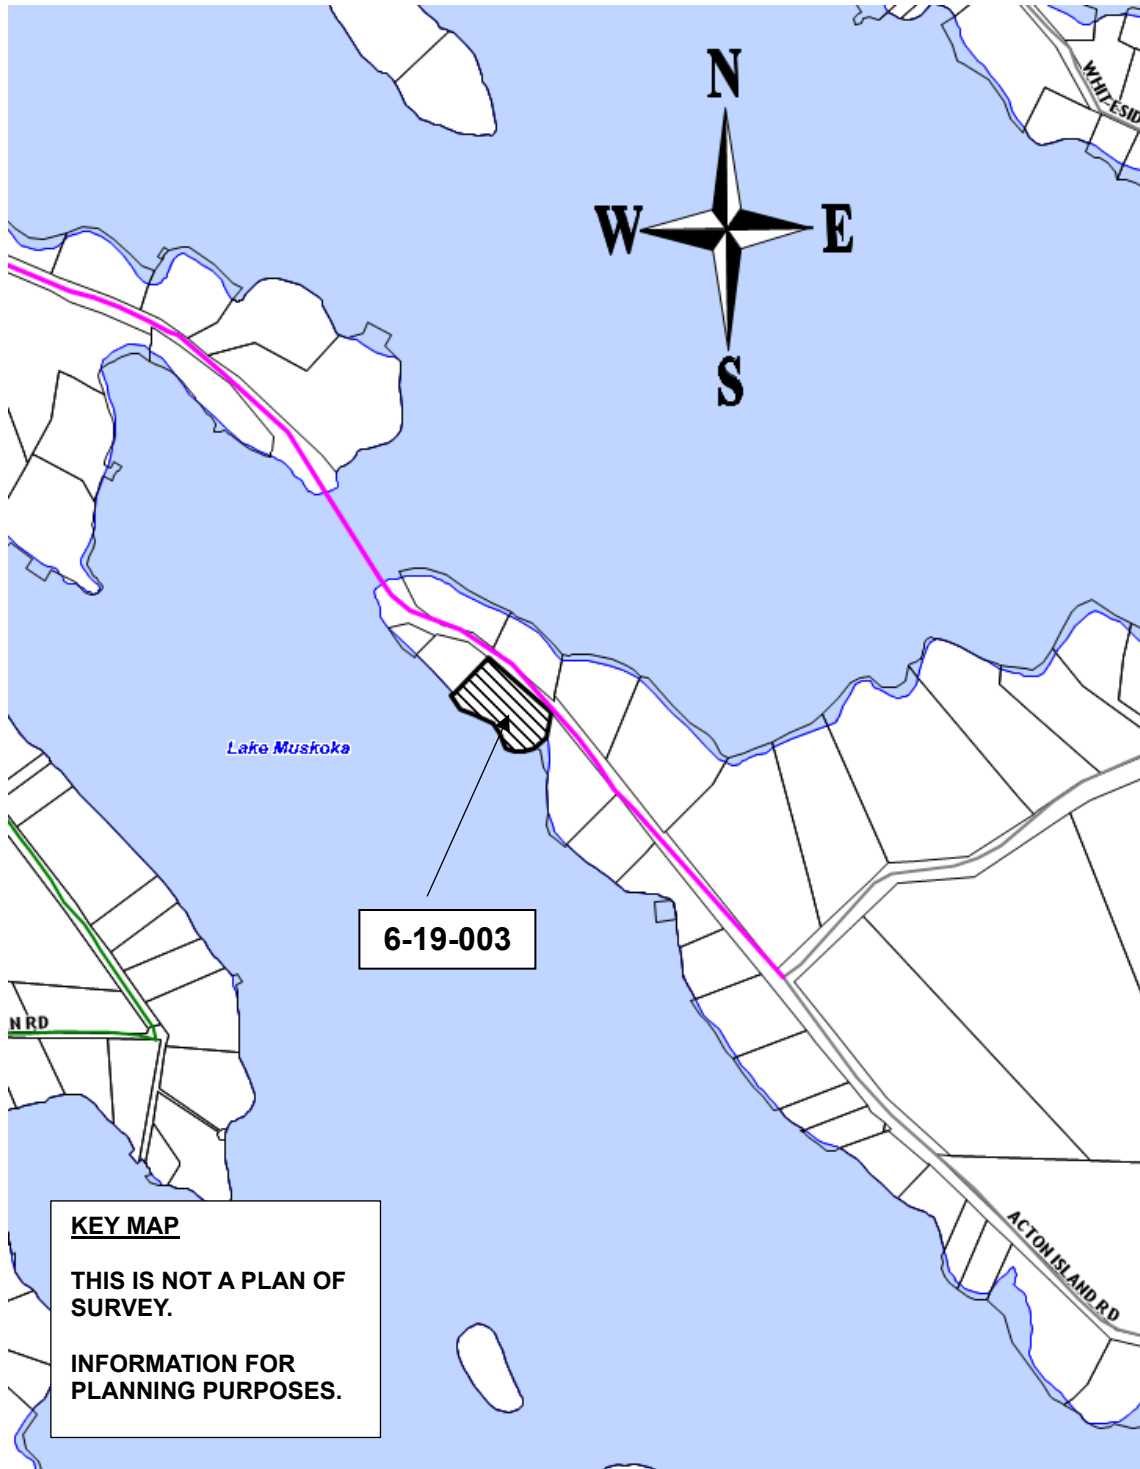 N
WHITESID
W E
S
Lake Muskoka
6-19-003
N RD
KEY MAP
THIS IS NOT A PLAN OF
SURVEY.
INFORMATION FOR
PLANNING PURPOSES.
ACTON ISLAND RD